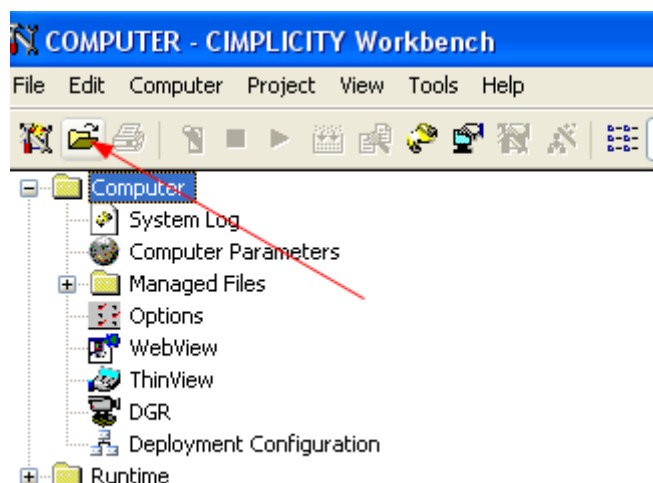 COMPUTER - CIMPLICITY Workbench
File Edit Computer Project View Tools Help
Computer
System Log
Computer Parameters
Managed Files
Options
WebView
ThinView
DGR
Deployment Configuration
Runtime